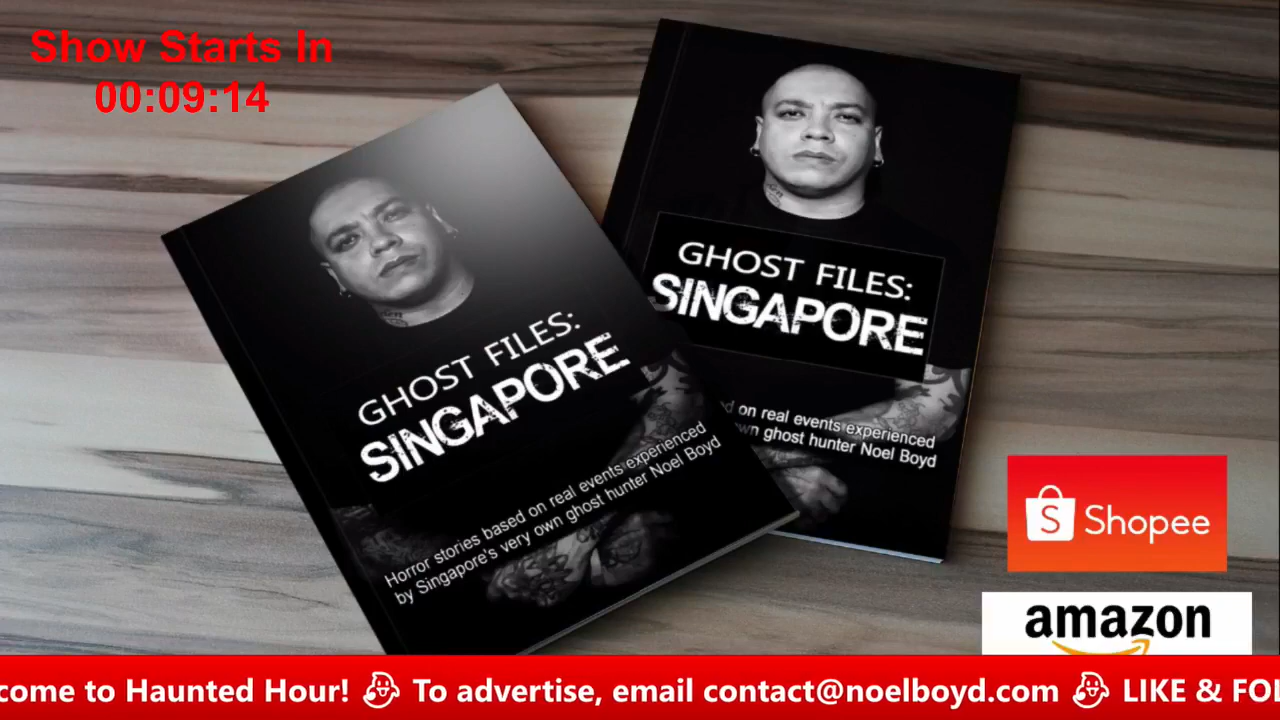 Show Starts In
00:09:14
GHOST FILES:
SINGAPORE
Horror stories based on real events experienced
by Singapore's very own ghost hunter Noel Boyd
GHOST FILES:
SINGAPORE
on real events experienced
own ghost hunter Noel Boyd
S Shopee
amazon
come to Haunted Hour! To advertise, email contact@noelboyd.com LIKE & FOL